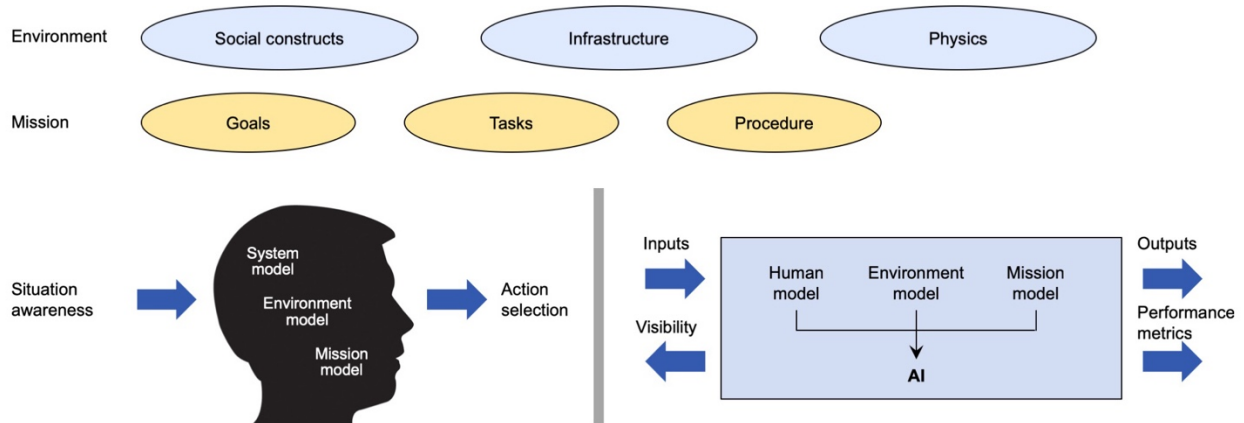 Environment
Social constructs
Infrastructure
Physics
Mission
Goals
Tasks
Procedure
Situation
awareness
System
model
Environment
model
Mission
model
Action
selection
Inputs
Visibility
Human
model
Environment
model
Mission
model
AI
Outputs
Performance
metrics